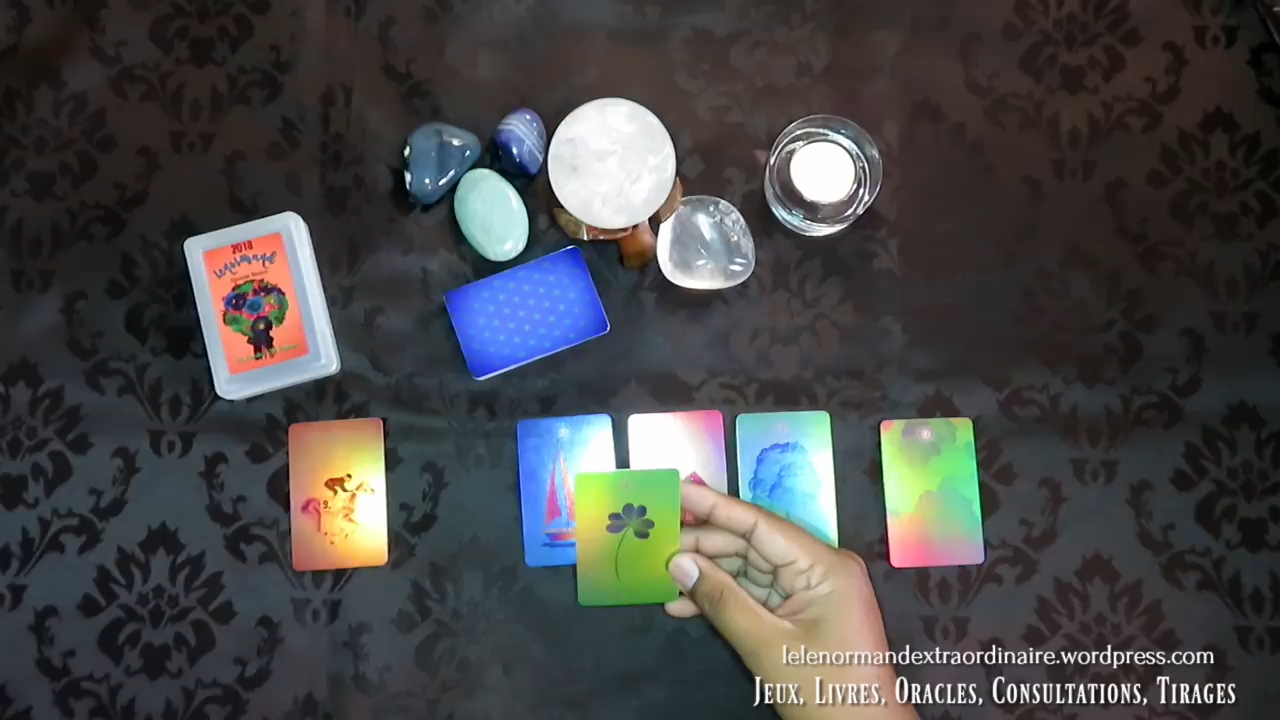 2018
lelenormandextraordinaire.wordpress.com
Jeux, Livres, Oracles, Consultations, Tirages